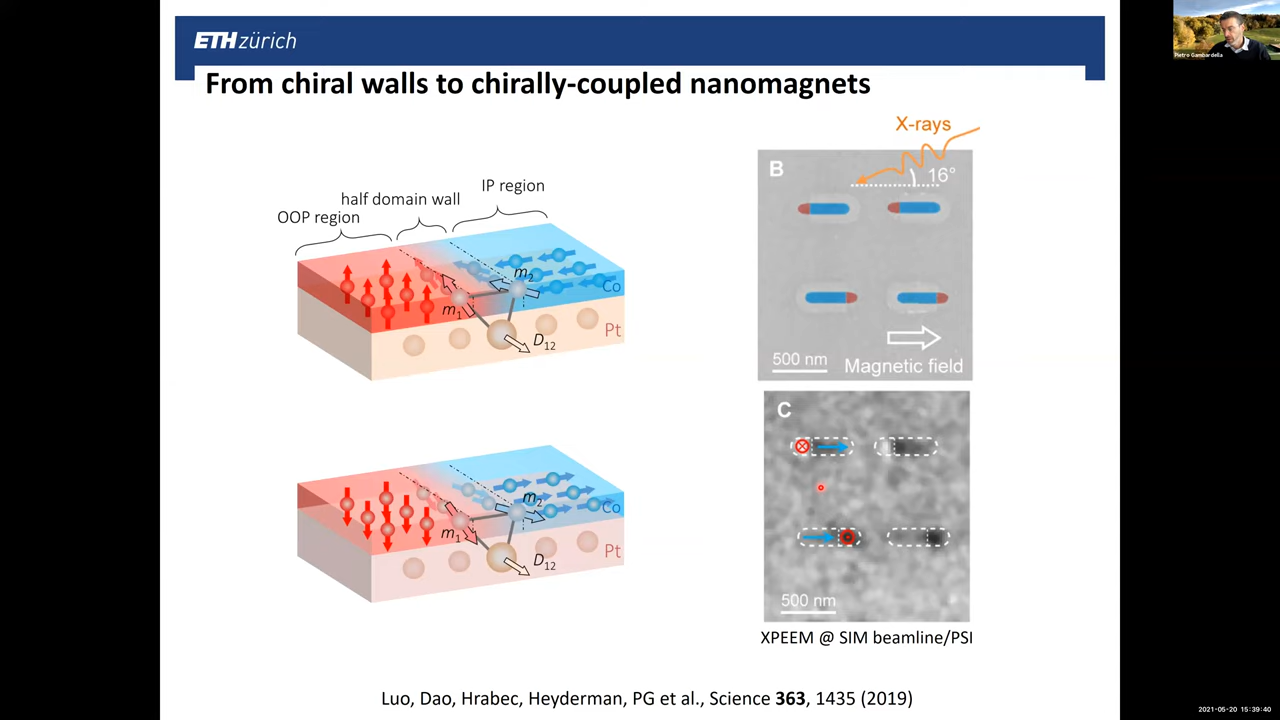 ETH zürich
Pietro Gambardella
From chiral walls to chirally-coupled nanomagnets
OOP region
half domain wall
IP region
m2
m1
Co
Pt
D12
m2
m1
Co
Pt
D12
X-rays
B
16°
500 nm
Magnetic field
C
500 nm
XPEEM @ SIM beamline/PSI
Luo, Dao, Hrabec, Heyderman, PG et al., Science 363, 1435 (2019)
2021-05-20 15:39:40